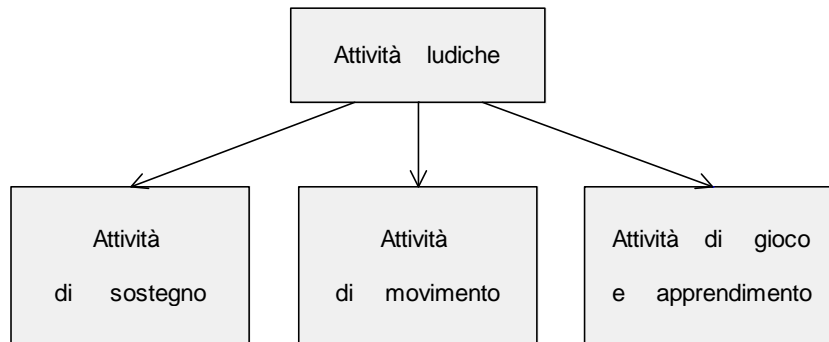 Attività ludiche
Attività
di sostegno
Attività
di movimento
Attività di gioco
e apprendimento